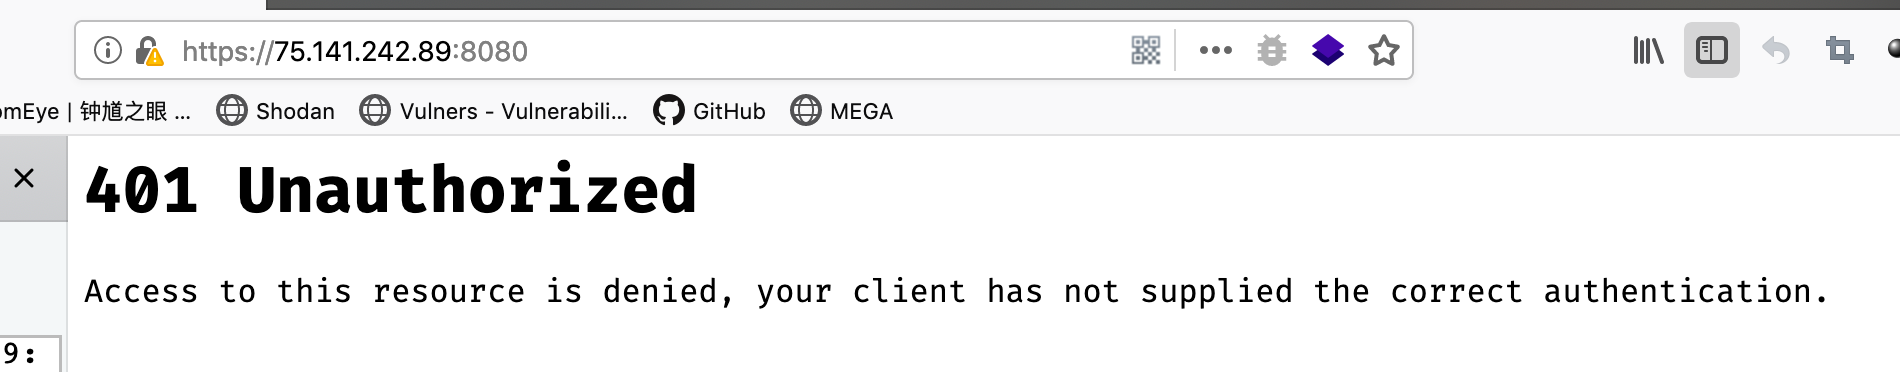 https://75.141.242.89:8080
omEye | 钟馗之眼 ... Shodan Vulners - Vulnerabili... GitHub MEGA
401 Unauthorized
Access to this resource is denied, your client has not supplied the correct authentication.
9: